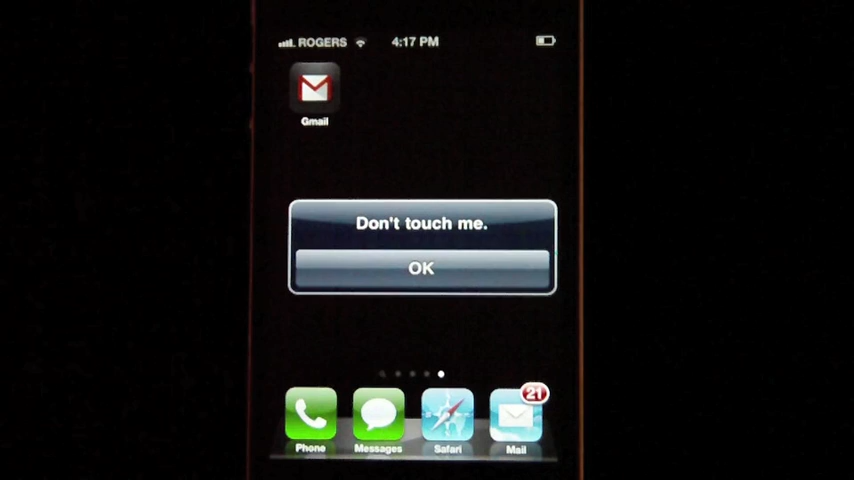 ROGERS 4:17 PM
Gmail
Don't touch me.
OK
21
Phone Messages Safari Mail